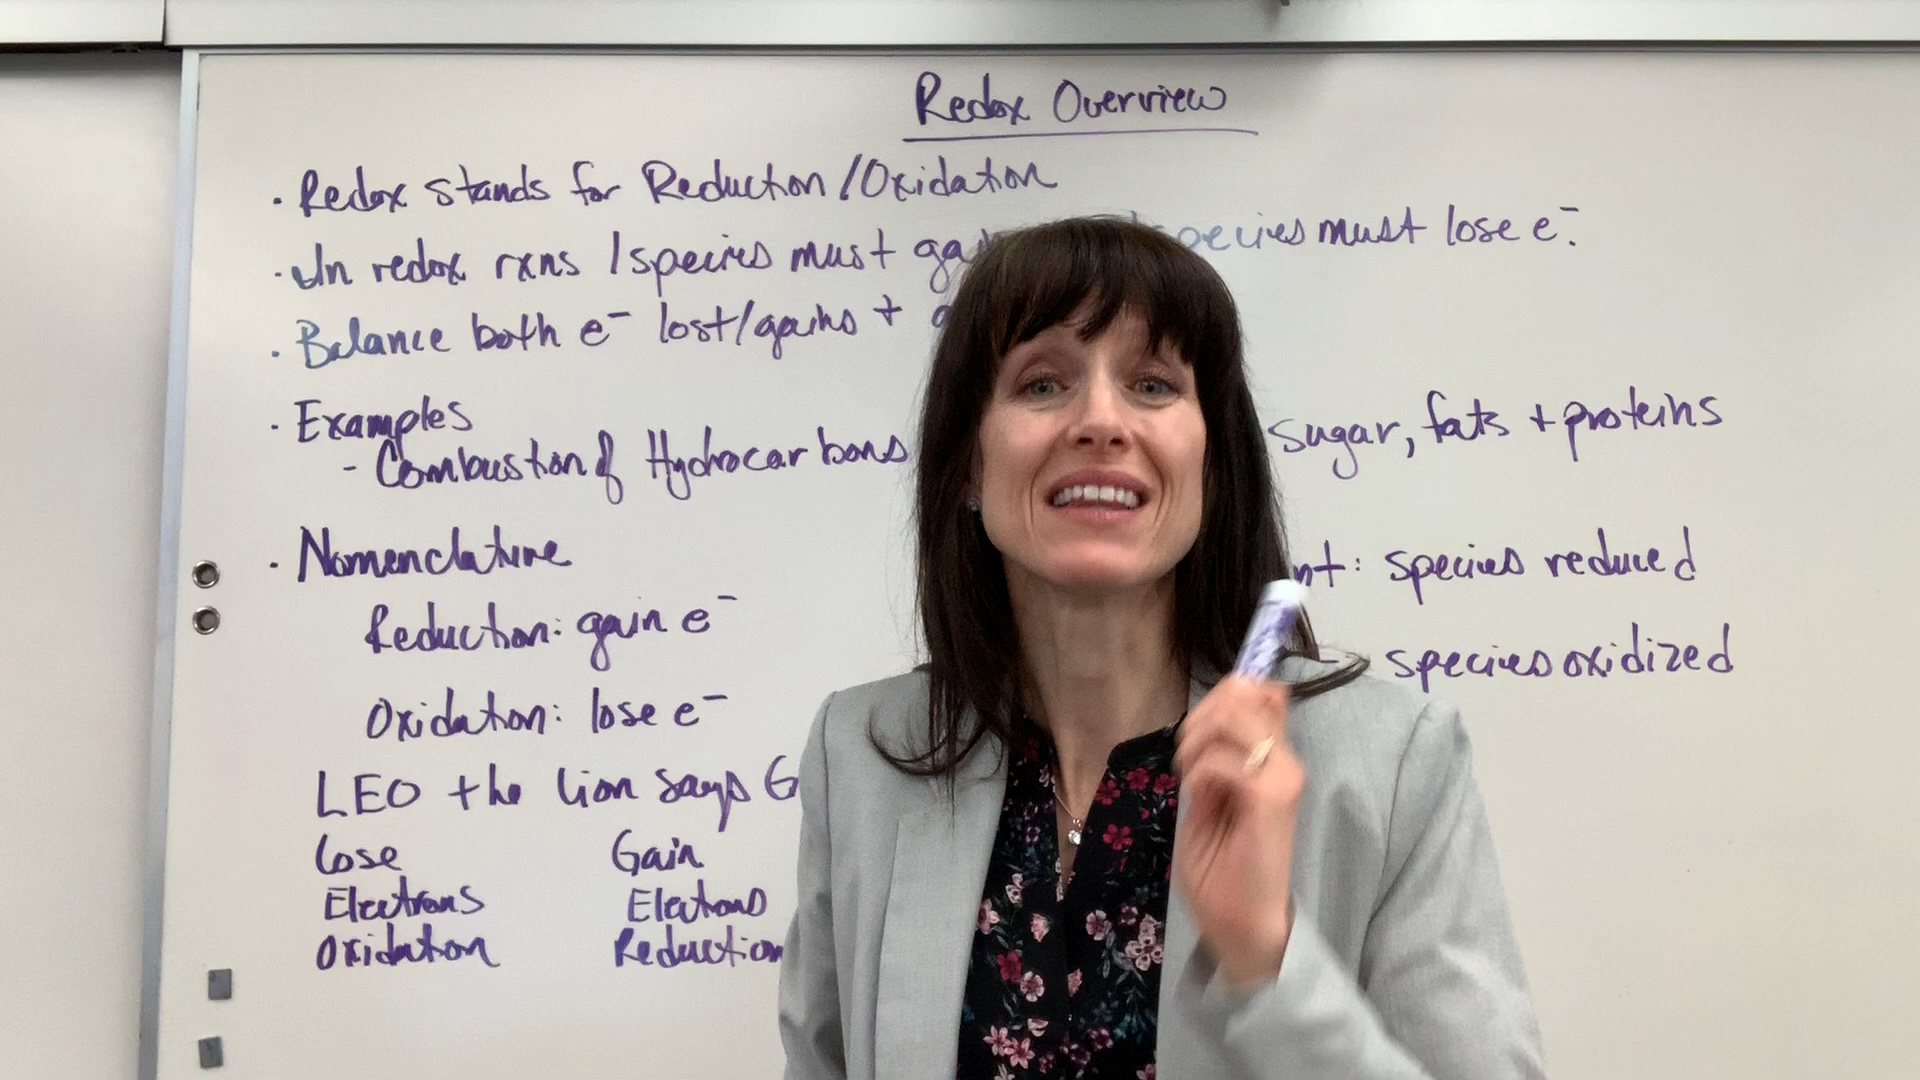 Redox Overview
· Redox stands for Reduction/Oxidation
· In redox rxns 1 species must species must lose e⁻.
· Balance both e⁻ lost/gains +
· Examples
- Combustion of Hydrocarbons sugar, fats + proteins
· Nomenclature
species reduced
Reduction: gain e⁻
species oxidized
Oxidation: lose e⁻
LEO the lion says
Lose Gain
Electrons Electrons
Oxidation Reduction